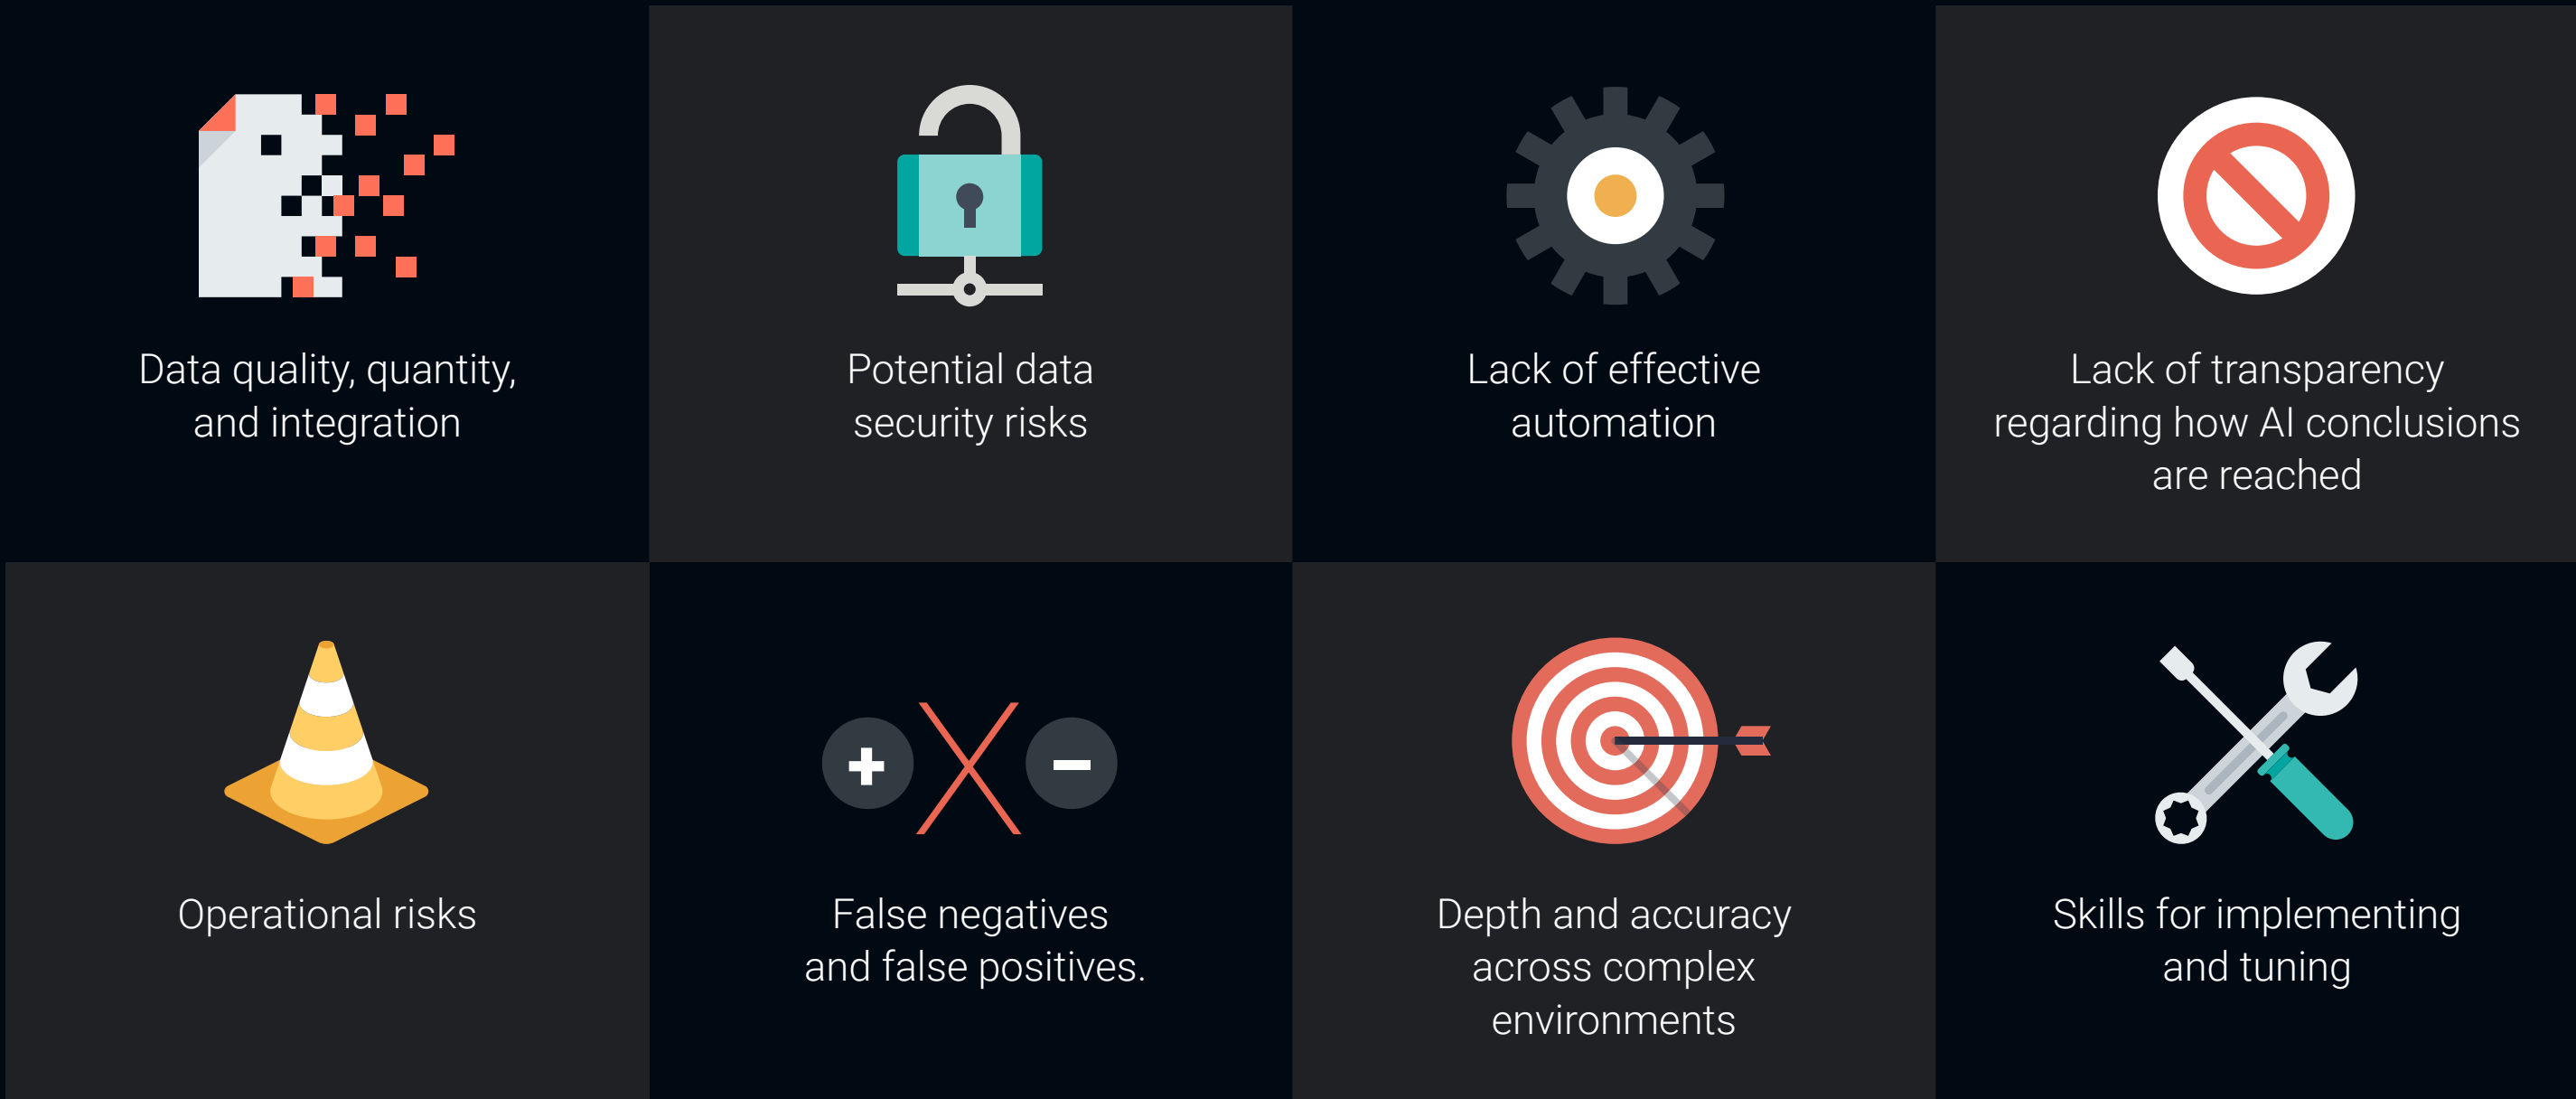 Data quality, quantity,
and integration
Potential data
security risks
Lack of effective
automation
Lack of transparency
regarding how AI conclusions
are reached
Operational risks
False negatives
and false positives.
Depth and accuracy
across complex
environments
Skills for implementing
and tuning